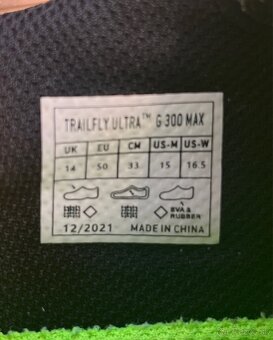 TRAILFLY ULTRA™ G 300 MAX
UK EU CM US-M US-W
14 50 33 15 16.5
EVA &
RUBBER
12/2021 MADE IN CHINA